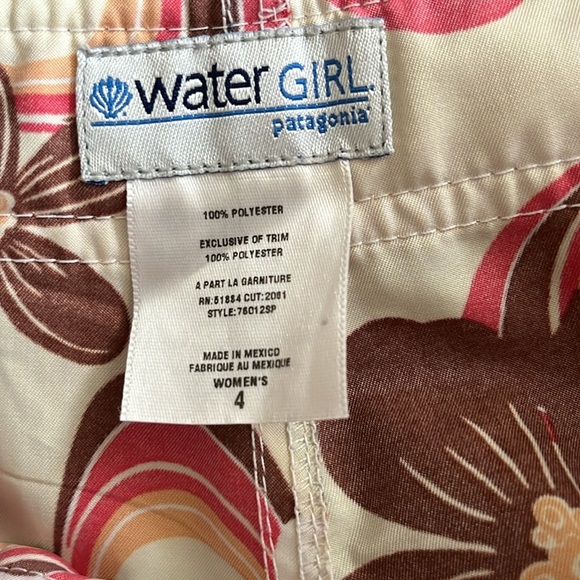 water GIRL.
patagonia
100% POLYESTER
EXCLUSIVE OF TRIM
100% POLYESTER
A PART LA GARNITURE
RN:51884 CUT:2081
STYLE:76012SP
MADE IN MEXICO
FABRIQUE AU MEXIQUE
WOMEN'S
4